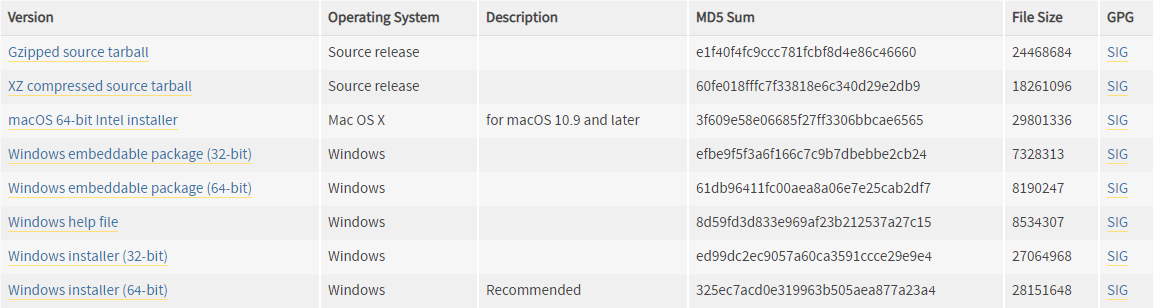 Version Operating System Description MD5 Sum File Size GPG
Gzipped source tarball Source release e1f40f4fc9ccc781fcbf8d4e86c46660 24468684 SIG
XZ compressed source tarball Source release 60fe018fffc7f33818e6c340d29e2db9 18261096 SIG
macOS 64-bit Intel installer Mac OS X for macOS 10.9 and later 3f609e58e06685f27ff3306bbcae6565 29801336 SIG
Windows embeddable package (32-bit) Windows efbe9f5f3a6f166c7c9b7dbebbe2cb24 7328313 SIG
Windows embeddable package (64-bit) Windows 61db96411fc00aea8a06e7e25cab2df7 8190247 SIG
Windows help file Windows 8d59fd3d833e969af23b212537a27c15 8534307 SIG
Windows installer (32-bit) Windows ed99dc2ec9057a60ca3591ccce29e9e4 27064968 SIG
Windows installer (64-bit) Windows Recommended 325ec7acd0e319963b505aea877a23a4 28151648 SIG